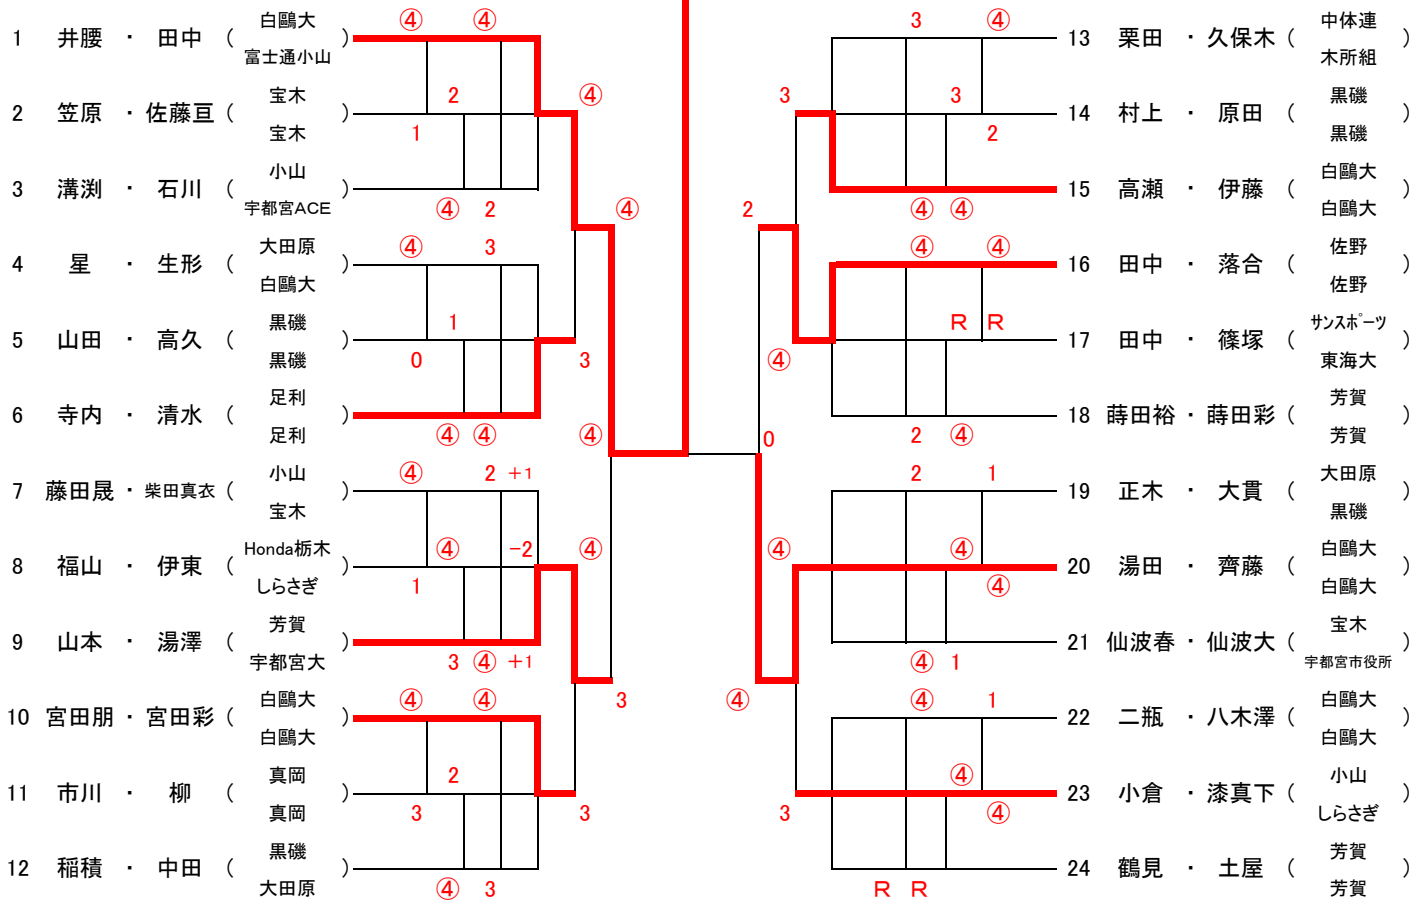 白鷗大 ④ ④
1 井腰 ・ 田中 ( )
富士通小山
宝木 2 ④
2 笠原 ・ 佐藤亘 ( )
宝木 1
小山
3 溝渕 ・ 石川 ( )
宇都宮ACE ④ 2 ④
大田原 ④ 3
4 星 ・ 生形 ( )
白鷗大
黒磯 1
5 山田 ・ 高久 ( )
黒磯 0 3
足利
6 寺内 ・ 清水 ( )
足利 ④ ④ ④
小山 ④ 2 +1
7 藤田晟 ・ 柴田真衣 ( )
宝木
Honda栃木 ④ -2 ④
8 福山 ・ 伊東 ( )
しらさぎ 1
芳賀
9 山本 ・ 湯澤 ( )
宇都宮大 3 ④ +1
白鷗大 ④ ④ 3
10 宮田朋 ・ 宮田彩 ( )
白鷗大
真岡 2
11 市川 ・ 柳 ( )
真岡 3 3
黒磯
12 稲積 ・ 中田 ( )
大田原 ④ 3
3 ④ 中体連
13 栗田 ・ 久保木 ( )
木所組
3 3 黒磯
14 村上 ・ 原田 ( )
2 黒磯
白鷗大
15 高瀬 ・ 伊藤 ( )
2 ④ ④ 白鷗大
④ ④ 佐野
16 田中 ・ 落合 ( )
佐野
R R サンスポーツ
17 田中 ・ 篠塚 ( )
④ 東海大
芳賀
18 蒔田裕 ・ 蒔田彩 ( )
0 2 ④ 芳賀
2 1 大田原
19 正木 ・ 大貫 ( )
黒磯
④ ④ 白鷗大
20 湯田 ・ 齊藤 ( )
④ 白鷗大
宝木
21 仙波春 ・ 仙波大 ( )
④ 1 宇都宮市役所
④ ④ 1 白鷗大
22 二瓶 ・ 八木澤 ( )
白鷗大
④ 小山
23 小倉 ・ 漆真下 ( )
3 ④ しらさぎ
芳賀
24 鶴見 ・ 土屋 ( )
R R 芳賀